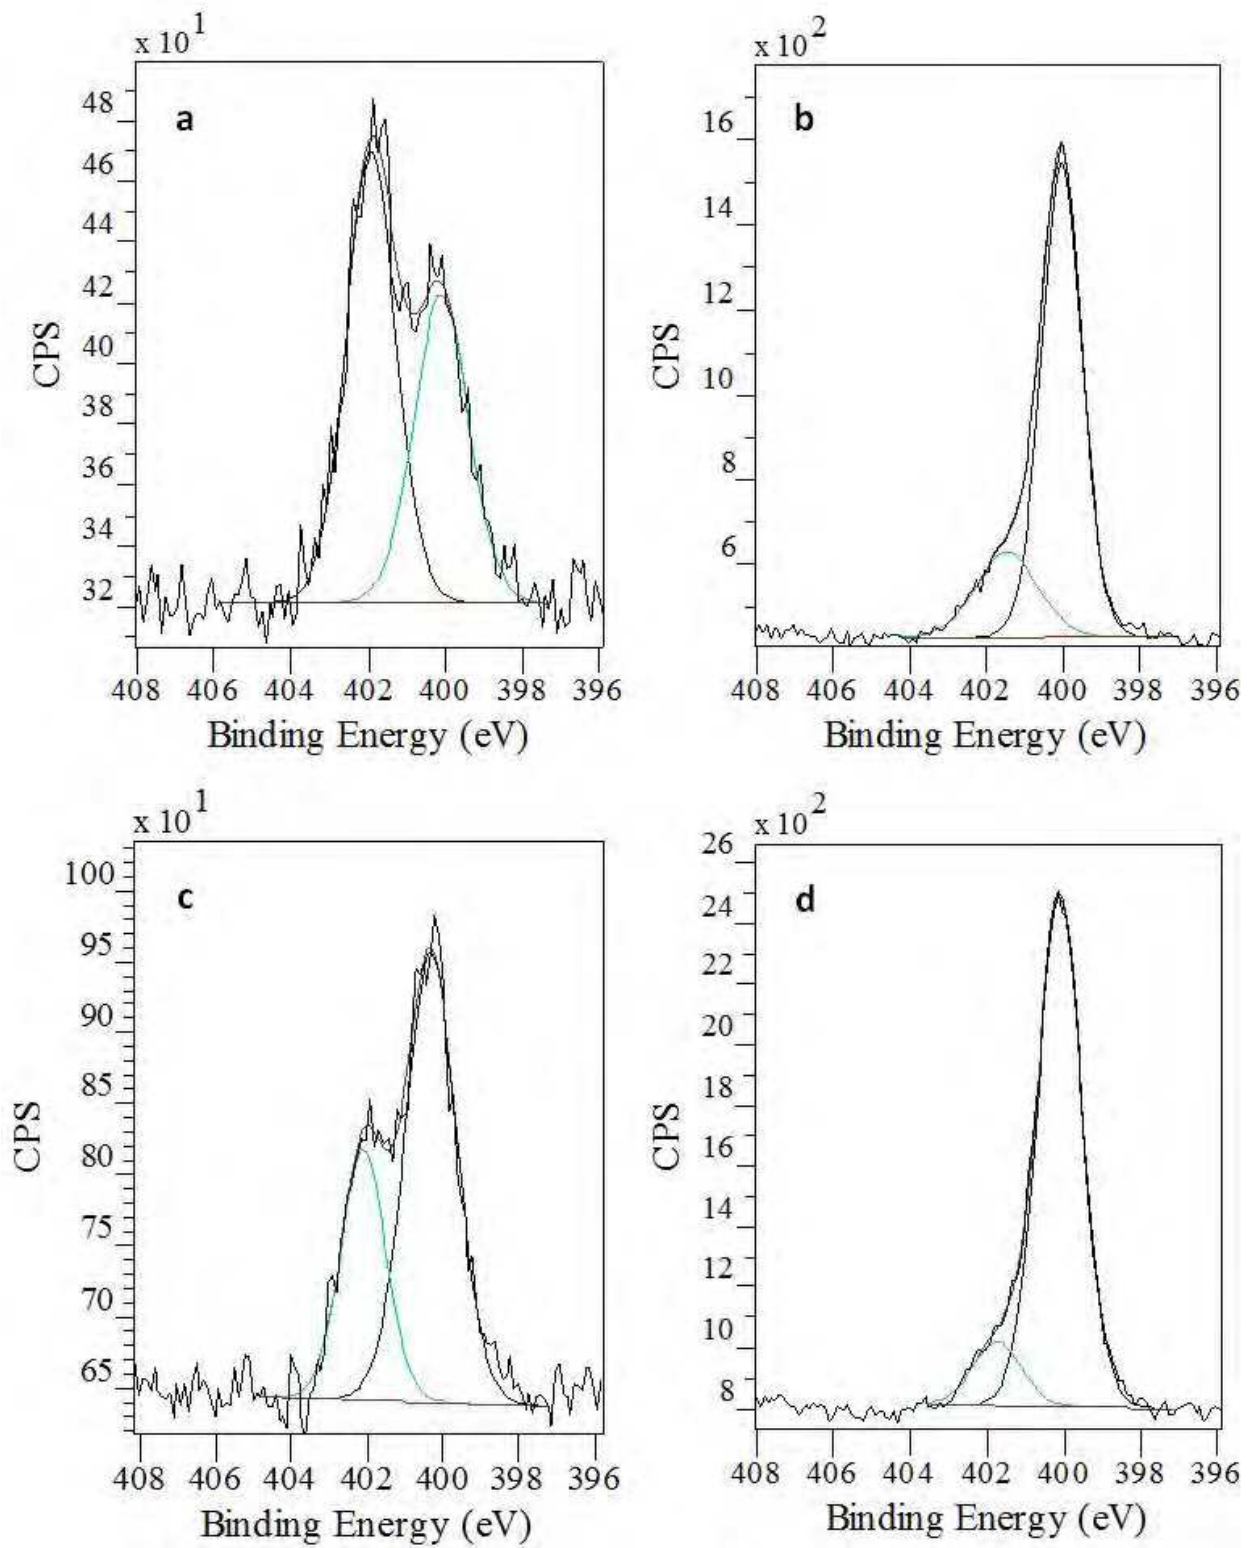 x 10^1
48
46
44
42
40
38
36
34
32
a
CPS
408 406 404 402 400 398 396
Binding Energy (eV)
x 10^2
16
14
12
10
8
6
b
CPS
408 406 404 402 400 398 396
Binding Energy (eV)
x 10^1
100
95
90
85
80
75
70
65
c
CPS
408 406 404 402 400 398 396
Binding Energy (eV)
x 10^2
26
24
22
20
18
16
14
12
10
8
d
CPS
408 406 404 402 400 398 396
Binding Energy (eV)